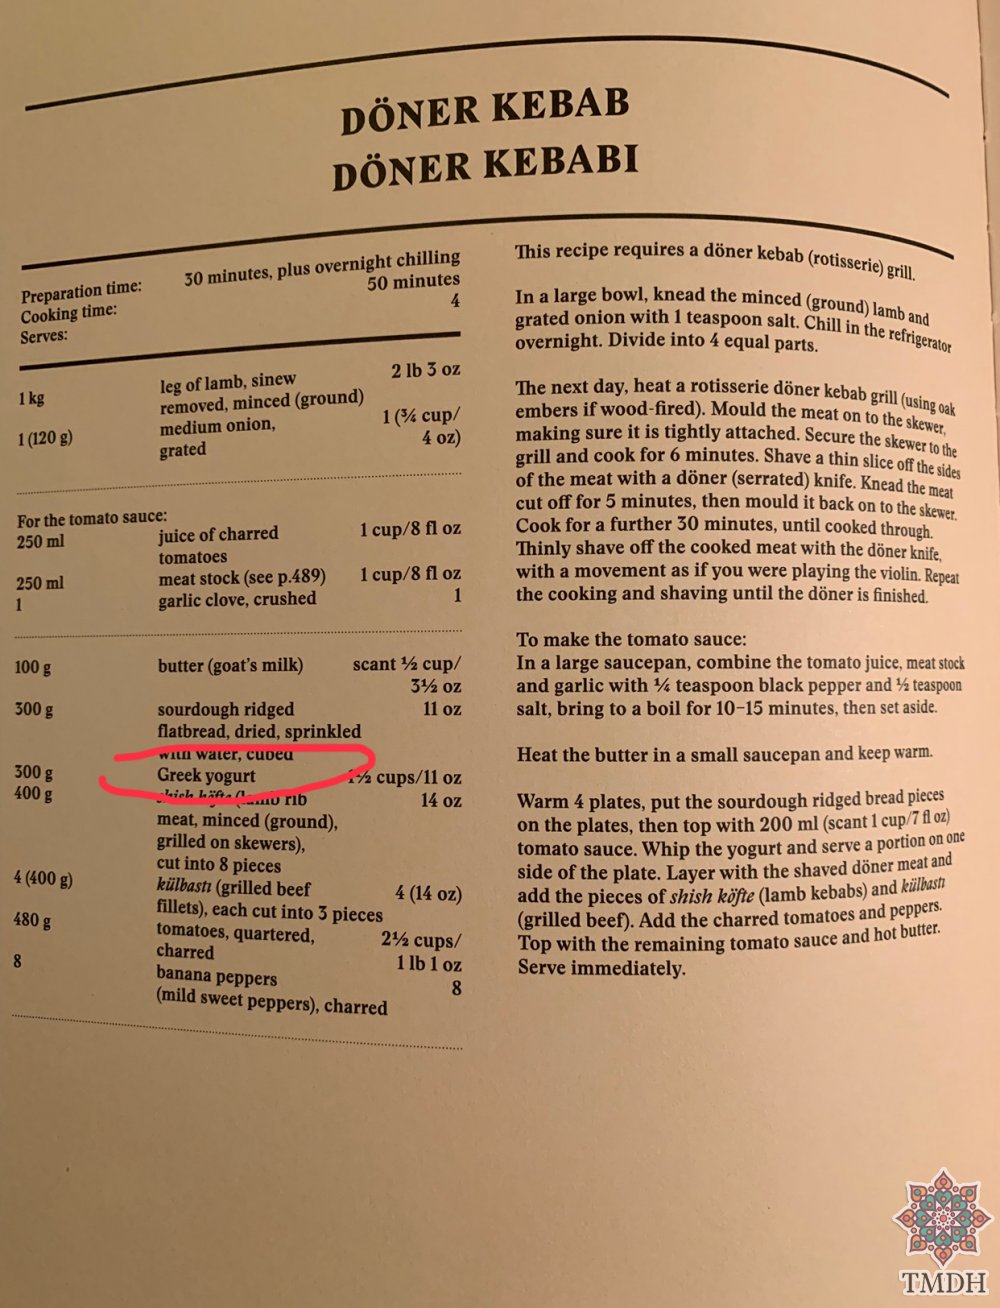 DÖNER KEBAB
DÖNER KEBABI
Preparation time: 30 minutes, plus overnight chilling
Cooking time: 50 minutes
Serves: 4
1 kg leg of lamb, sinew 2 lb 3 oz
removed, minced (ground)
1 (120 g) medium onion, 1 (¾ cup/
grated 4 oz)
For the tomato sauce:
250 ml juice of charred 1 cup/8 fl oz
tomatoes
250 ml meat stock (see p.489) 1 cup/8 fl oz
1 garlic clove, crushed 1
100 g butter (goat's milk) scant ½ cup/
3½ oz
300 g sourdough ridged 11 oz
flatbread, dried, sprinkled
with water, cubed
300 g Greek yogurt 1½ cups/11 oz
400 g shish köfte (lamb rib 14 oz
meat, minced (ground),
grilled on skewers),
cut into 8 pieces
4 (400 g) külbastı (grilled beef 4 (14 oz)
fillets), each cut into 3 pieces
480 g tomatoes, quartered, 2½ cups/
charred 1 lb 1 oz
8 banana peppers 8
(mild sweet peppers), charred
This recipe requires a döner kebab (rotisserie) grill.
In a large bowl, knead the minced (ground) lamb and
grated onion with 1 teaspoon salt. Chill in the refrigerator
overnight. Divide into 4 equal parts.
The next day, heat a rotisserie döner kebab grill (using oak
embers if wood-fired). Mould the meat on to the skewer,
making sure it is tightly attached. Secure the skewer to the
grill and cook for 6 minutes. Shave a thin slice off the sides
of the meat with a döner (serrated) knife. Knead the meat
cut off for 5 minutes, then mould it back on to the skewer.
Cook for a further 30 minutes, until cooked through.
Thinly shave off the cooked meat with the döner knife,
with a movement as if you were playing the violin. Repeat
the cooking and shaving until the döner is finished.
To make the tomato sauce:
In a large saucepan, combine the tomato juice, meat stock
and garlic with ¼ teaspoon black pepper and ½ teaspoon
salt, bring to a boil for 10–15 minutes, then set aside.
Heat the butter in a small saucepan and keep warm.
Warm 4 plates, put the sourdough ridged bread pieces
on the plates, then top with 200 ml (scant 1 cup/7 fl oz)
tomato sauce. Whip the yogurt and serve a portion on one
side of the plate. Layer with the shaved döner meat and
add the pieces of shish köfte (lamb kebabs) and külbastı
(grilled beef). Add the charred tomatoes and peppers.
Top with the remaining tomato sauce and hot butter.
Serve immediately.
TMDH